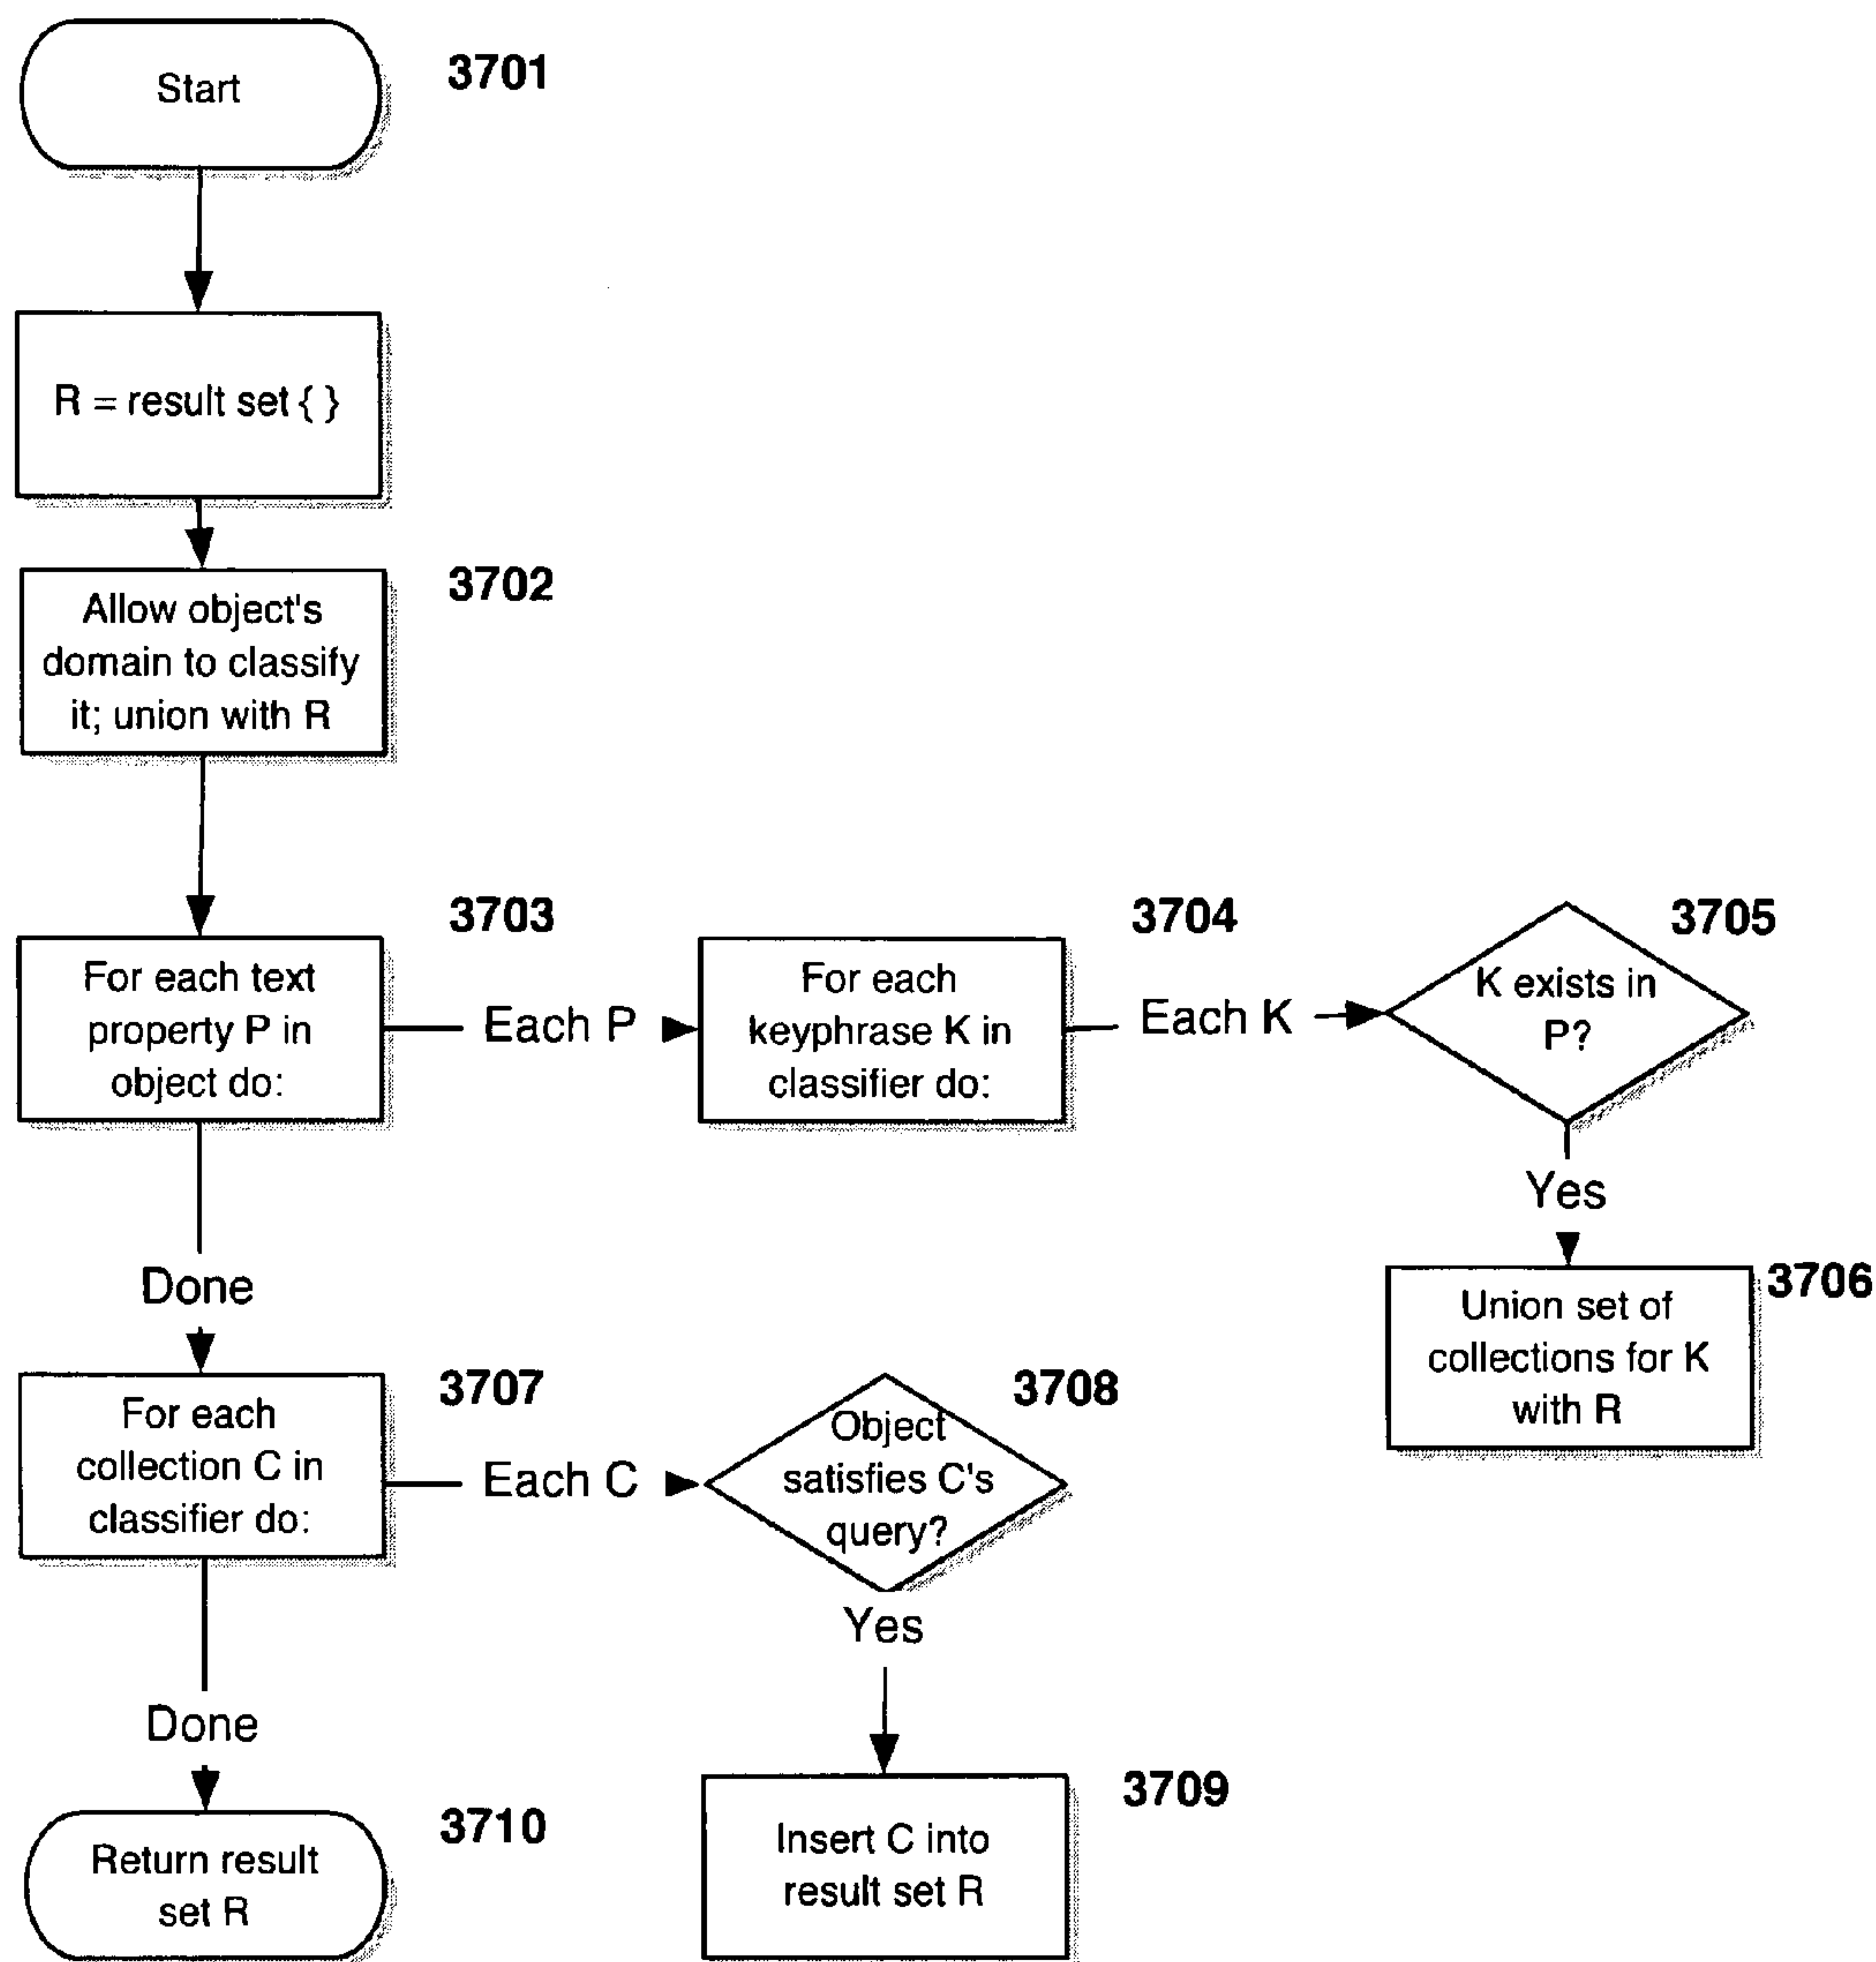 Start
3701
R = result set { }
Allow object's
domain to classify
it; union with R
3702
For each text
property P in
object do:
3703
Each P
For each
keyphrase K in
classifier do:
3704
Each K
K exists in
P?
3705
Yes
Union set of
collections for K
with R
3706
Done
For each
collection C in
classifier do:
3707
Each C
Object
satisfies C's
query?
3708
Yes
Insert C into
result set R
3709
Done
Return result
set R
3710